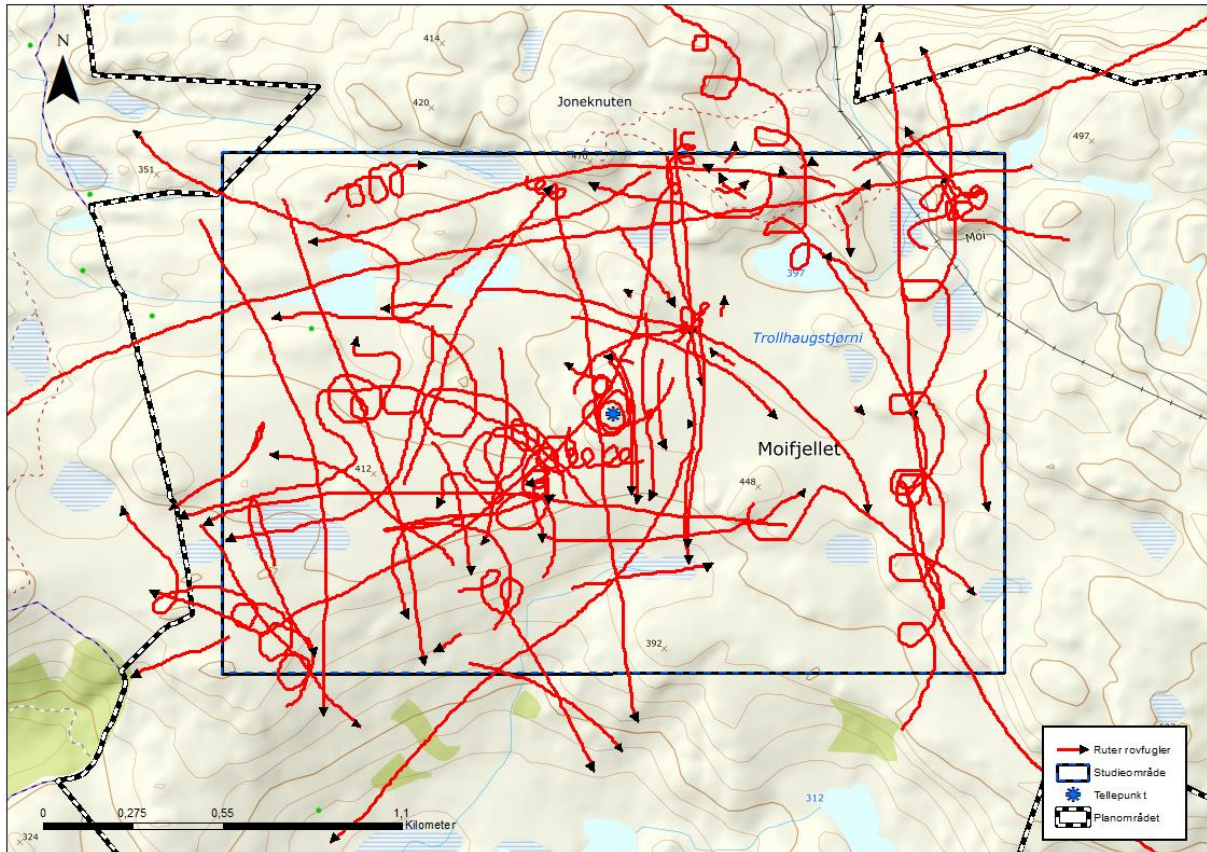 N
414
420
Joneknuten
470
497
351
Moi
397
Trollhaugstjørni
Moifjellet
412
448
392
312
324
0 0,275 0,55 1,1
Kilometer
Ruter rovfugler
Studieområde
Tellepunkt
Planområdet